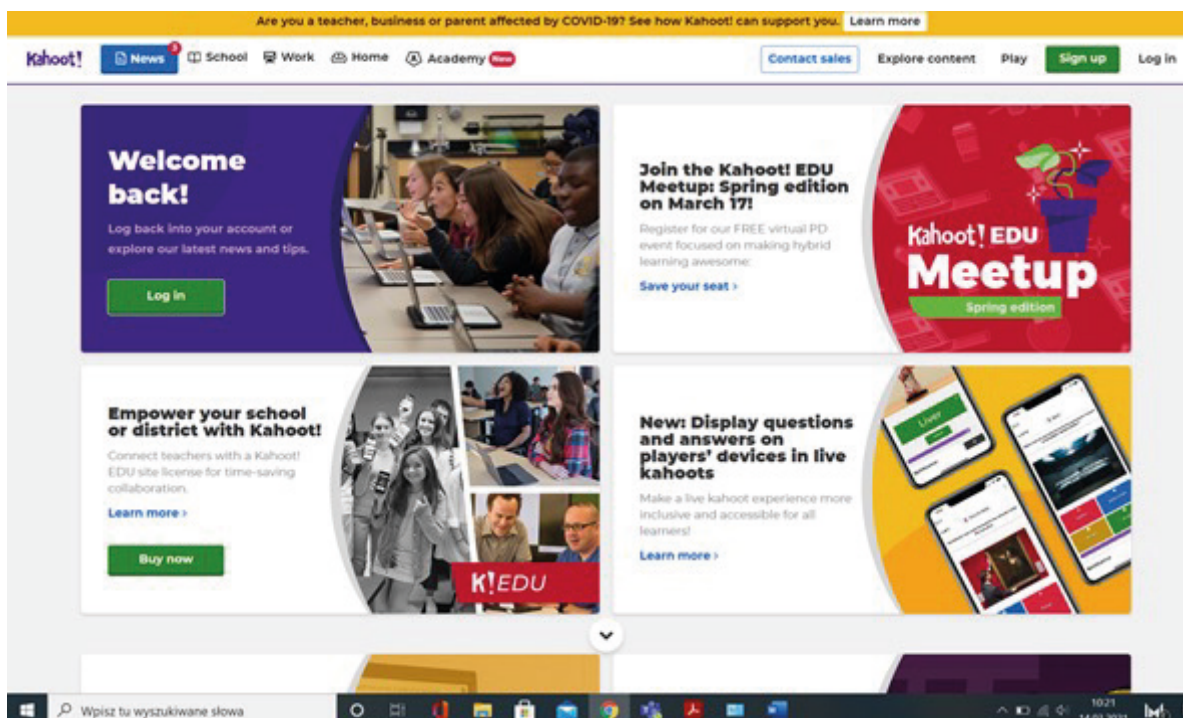 Are you a teacher, business or parent affected by COVID-19? See how Kahoot! can support you. Learn more
Kahoot! News 3 School Work Home Academy New Contact sales Explore content Play Sign up Log in
Welcome
back!
Log back into your account or
explore our latest news and tips.
Log in
Join the Kahoot! EDU
Meetup: Spring edition
on March 17!
Register for our FREE virtual PD
event focused on making hybrid
learning awesome:
Save your seat ›
Kahoot! EDU
Meetup
Spring edition
Empower your school
or district with Kahoot!
Connect teachers with a Kahoot!
EDU site license for time-saving
collaboration.
Learn more ›
Buy now
K!EDU
New: Display questions
and answers on
players' devices in live
kahoots
Make a live kahoot experience more
inclusive and accessible for all
learners!
Learn more ›
Liver
Wpisz tu wyszukiwane słowa
10:21